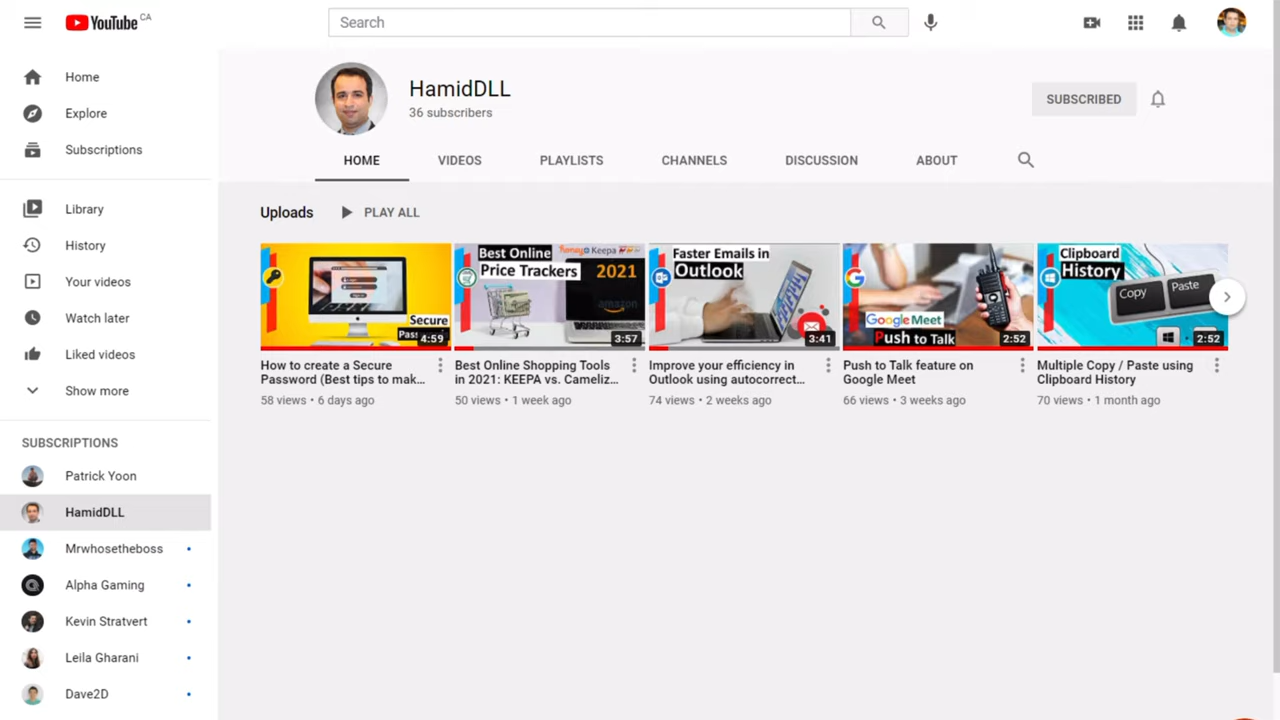 YouTube CA
Search
Home
Explore
Subscriptions
Library
History
Your videos
Watch later
Liked videos
Show more
SUBSCRIPTIONS
Patrick Yoon
HamidDLL
Mrwhosetheboss
Alpha Gaming
Kevin Stratvert
Leila Gharani
Dave2D
HamidDLL
36 subscribers
SUBSCRIBED
HOME VIDEOS PLAYLISTS CHANNELS DISCUSSION ABOUT
Uploads PLAY ALL
Secure
Pass
4:59
How to create a Secure
Password (Best tips to mak...
58 views • 6 days ago
Best Online
honey Keepa
Price Trackers 2021
amazon
3:57
Best Online Shopping Tools
in 2021: KEEPA vs. Cameliz...
50 views • 1 week ago
Faster Emails in
Outlook
3:41
Improve your efficiency in
Outlook using autocorrect...
74 views • 2 weeks ago
G
Google Meet
Push to Talk
2:52
Push to Talk feature on
Google Meet
66 views • 3 weeks ago
Clipboard
History
Copy Paste
2:52
Multiple Copy / Paste using
Clipboard History
70 views • 1 month ago